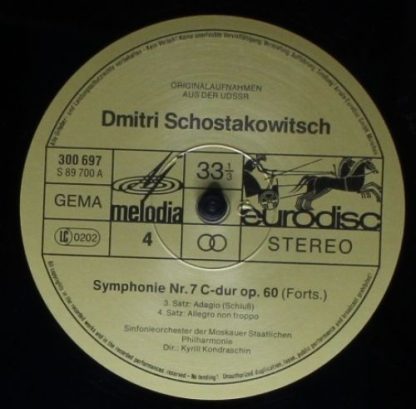 ORIGINALAUFNAHMEN
AUS DER UDSSR
Dmitri Schostakowitsch
300 697
S 89 700 A
33 1/3
GEMA
melodia
eurodisc
LC 0202
4
STEREO
Symphonie Nr. 7 C-dur op. 60 (Forts.)
3. Satz: Adagio (Schluß)
4. Satz: Allegro non troppo
Sinfonieorchester der Moskauer Staatlichen
Philharmonie
Dir.: Kyrill Kondraschin